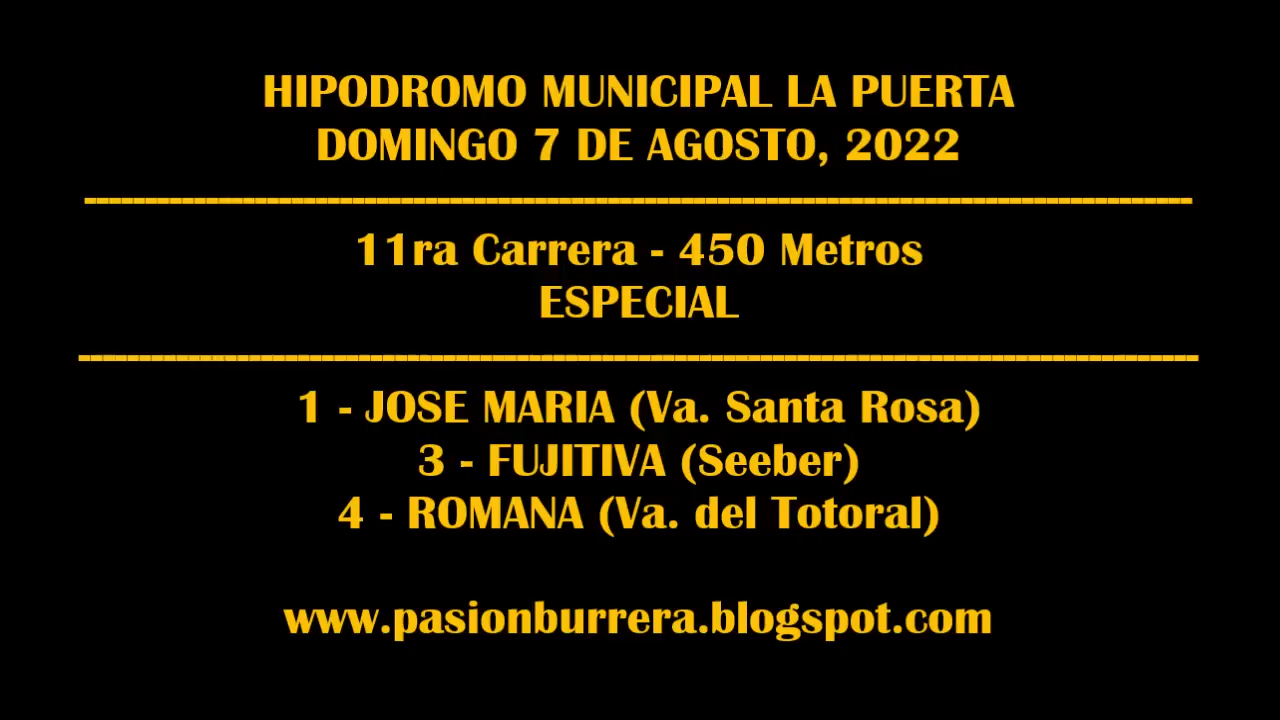 HIPODROMO MUNICIPAL LA PUERTA
DOMINGO 7 DE AGOSTO, 2022
11ra Carrera - 450 Metros
ESPECIAL
1 - JOSE MARIA (Va. Santa Rosa)
3 - FUJITIVA (Seeber)
4 - ROMANA (Va. del Totoral)
www.pasionburrera.blogspot.com